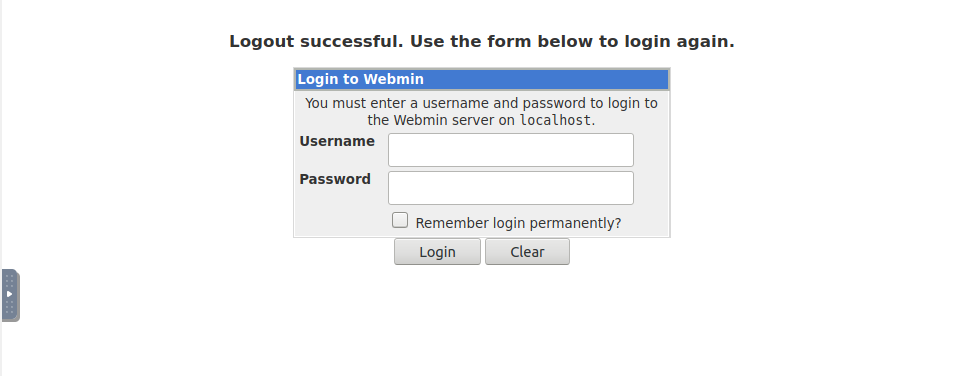 Logout successful. Use the form below to login again.
Login to Webmin
You must enter a username and password to login to
the Webmin server on localhost.
Username
Password
Remember login permanently?
Login Clear